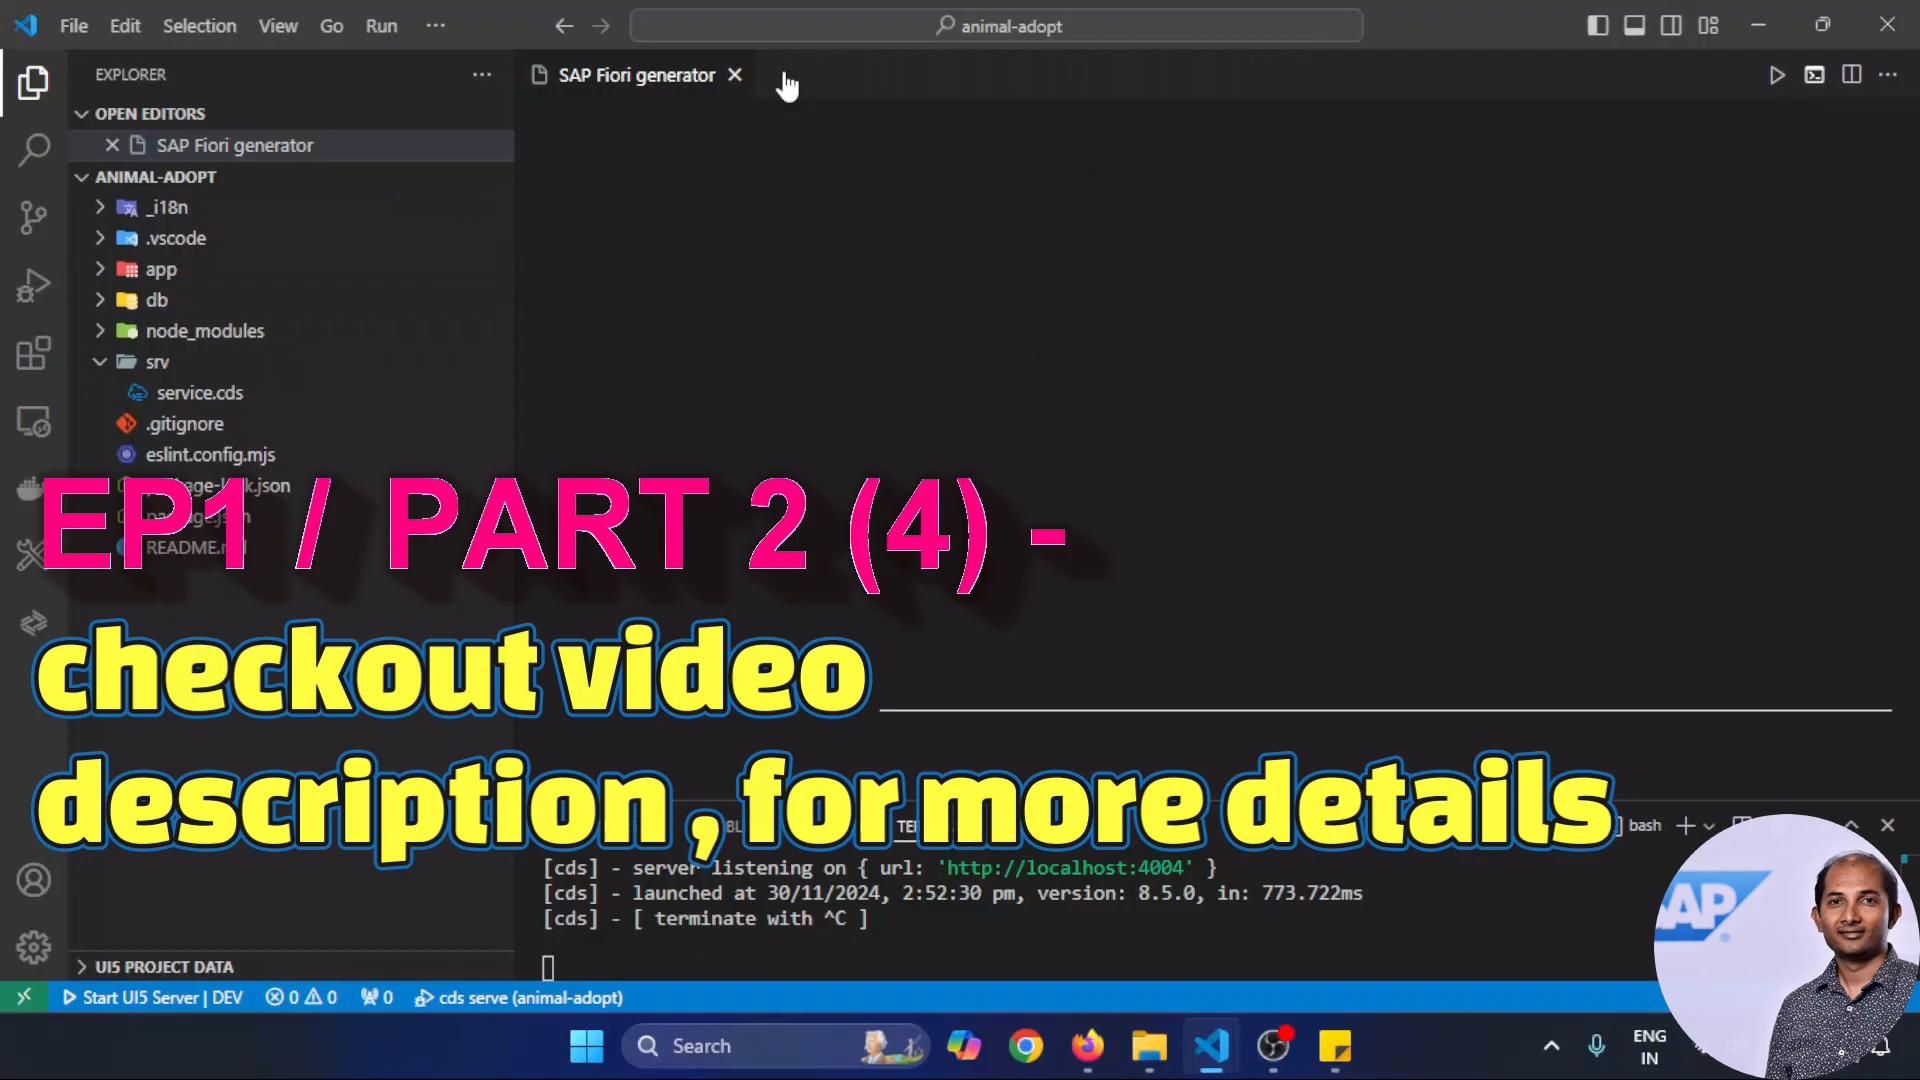 File Edit Selection View Go Run ···
animal-adopt
EXPLORER
SAP Fiori generator
OPEN EDITORS
SAP Fiori generator
ANIMAL-ADOPT
_i18n
.vscode
app
db
node_modules
srv
service.cds
.gitignore
eslint.config.mjs
EP1 / PART 2 (4) -
checkout video
description , for more details
bash
[cds] - server listening on { url: 'http://localhost:4004' }
[cds] - launched at 30/11/2024, 2:52:30 pm, version: 8.5.0, in: 773.722ms
[cds] - [ terminate with ^C ]
UI5 PROJECT DATA
Start UI5 Server | DEV 0 0 0 cds serve (animal-adopt)
Search
ENG
IN